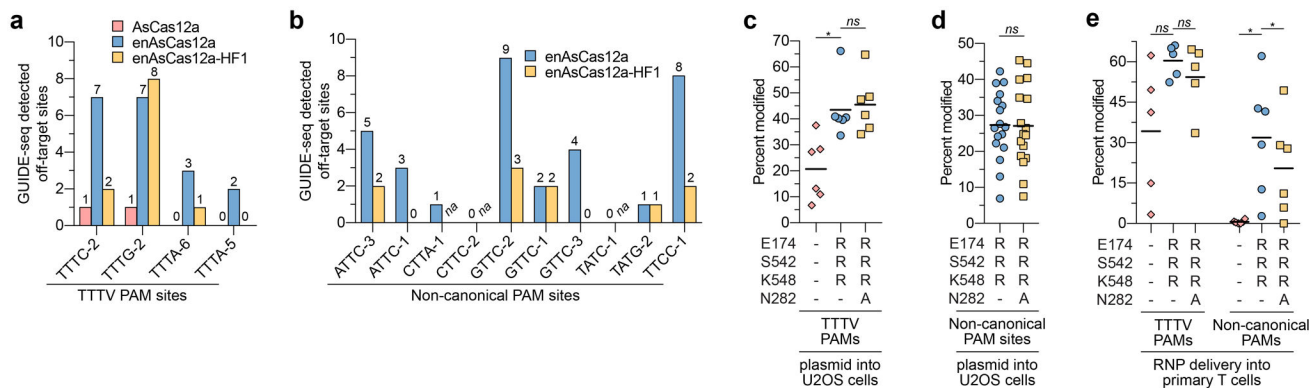 a
AsCas12a
enAsCas12a
enAsCas12a-HF1
GUIDE-seq detected
off-target sites
10
8
6
4
2
0
1 7 2
1 7 8
0 3 1
0 2 0
TTTC-2
TTTG-2
TTTA-6
TTTA-5
TTTV PAM sites
b
enAsCas12a
enAsCas12a-HF1
GUIDE-seq detected
off-target sites
10
8
6
4
2
0
5 2
3 0
1 na
0 na
9 3
2 2
4 0
0 na
1 1
8 2
ATTC-3
ATTC-1
CTTA-1
CTTC-2
GTTC-2
GTTC-1
GTTC-3
TATC-1
TATG-2
TTCC-1
Non-canonical PAM sites
c
ns
*
Percent modified
80
70
60
50
40
30
20
10
0
E174 - R R
S542 - R R
K548 - R R
N282 - - A
TTTV
PAMs
plasmid into
U2OS cells
d
ns
Percent modified
50
40
30
20
10
0
E174 R R
S542 R R
K548 R R
N282 - A
Non-canonical
PAM sites
plasmid into
U2OS cells
e
ns ns
* *
Percent modified
60
45
30
15
0
E174 - R R - R R
S542 - R R - R R
K548 - R R - R R
N282 - - A - - A
TTTV
PAMs
Non-canonical
PAMs
RNP delivery into
primary T cells